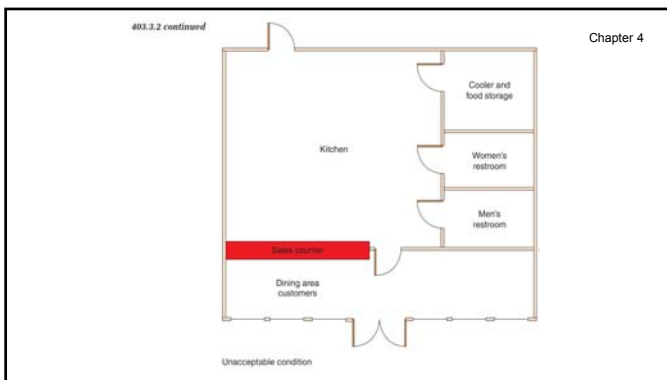 403.3.2 continued
Chapter 4
Cooler and
food storage
Kitchen
Women's
restroom
Men's
restroom
Sales counter
Dining area
customers
Unacceptable condition